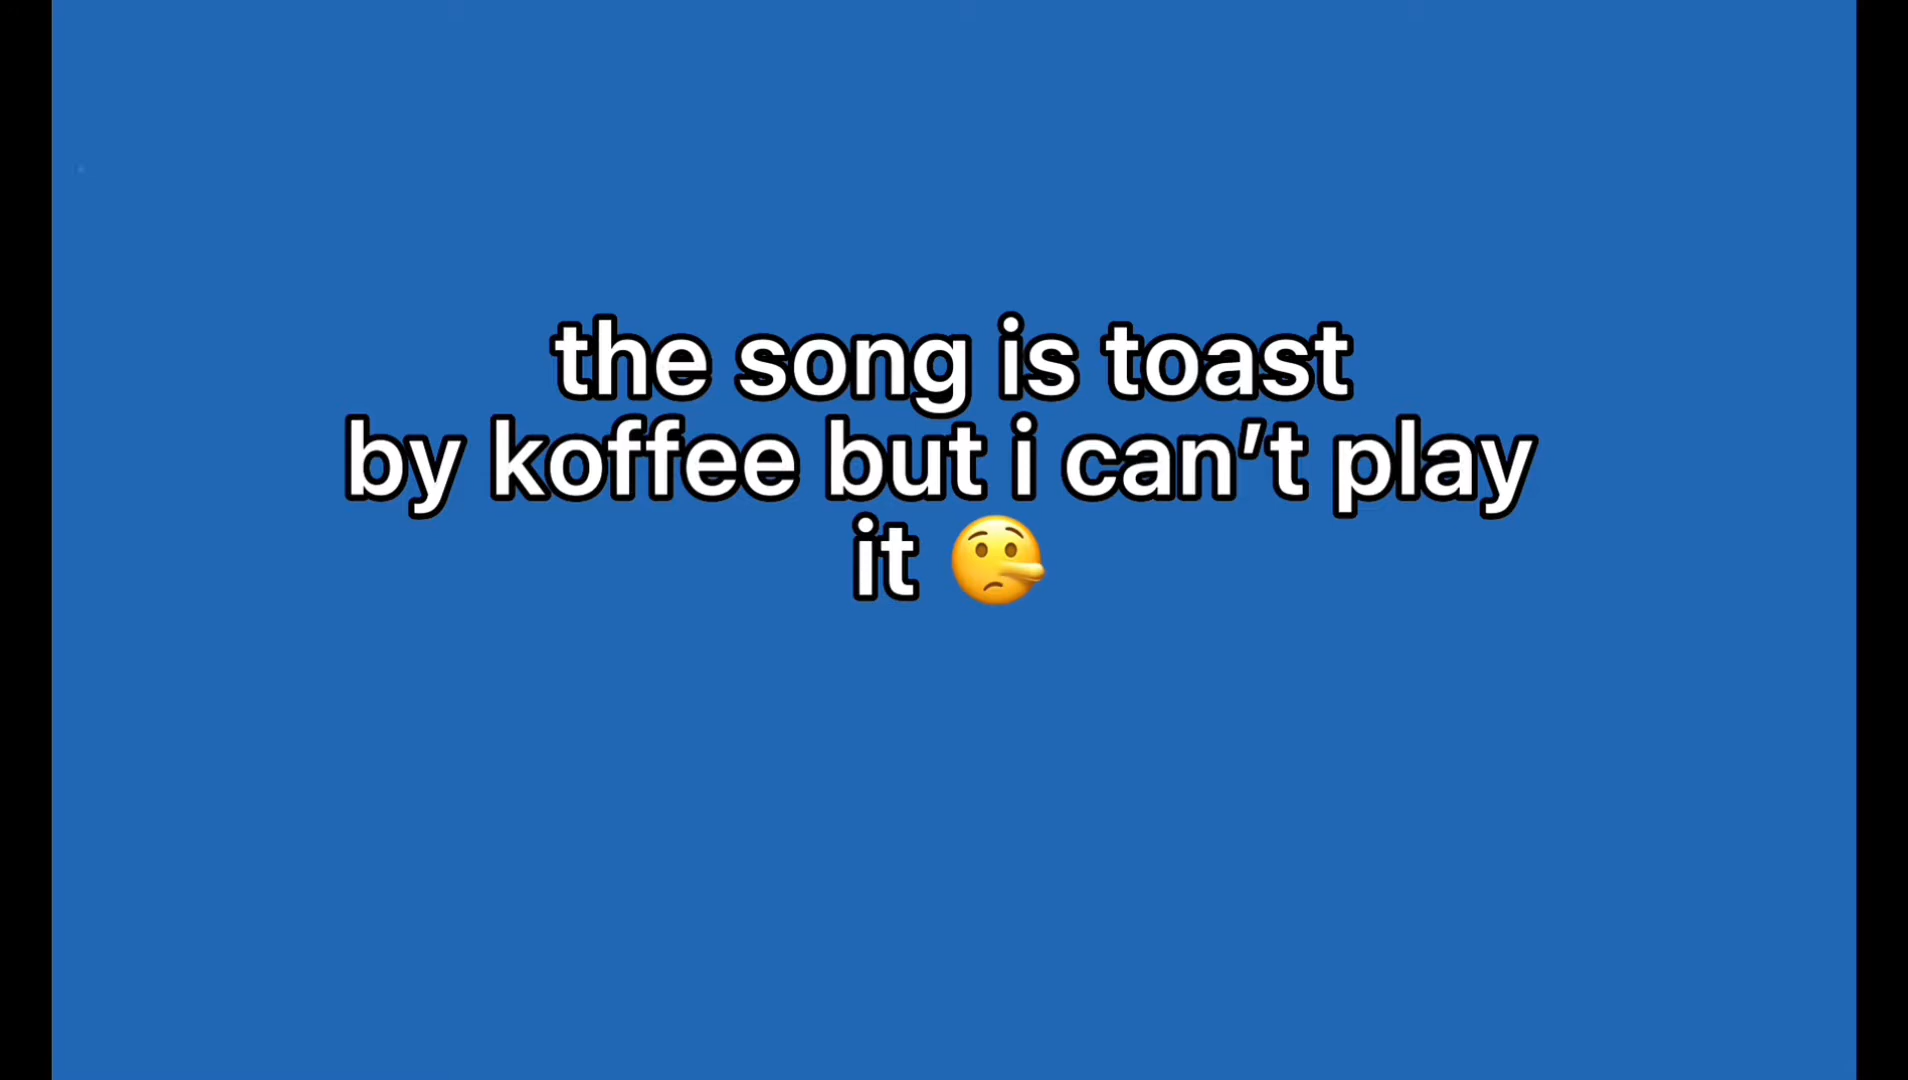 the song is toast
by koffee but i can’t play
it 🤥